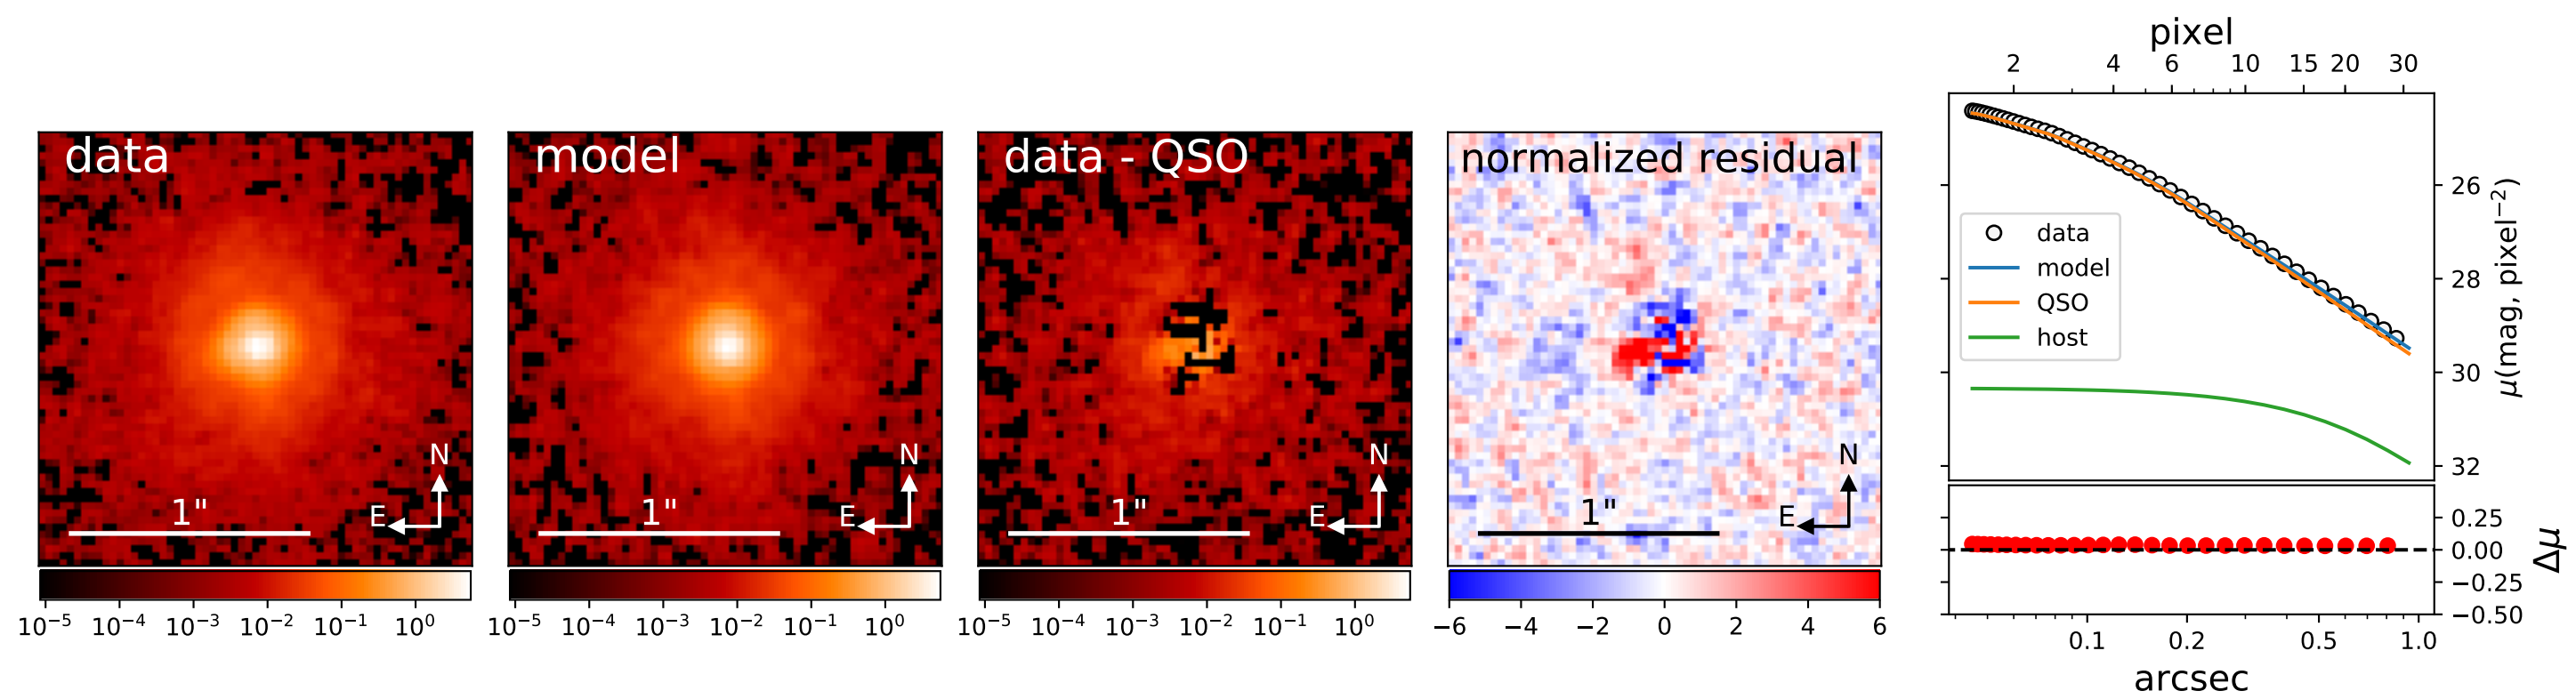 data
N
E
1"
10⁻⁵ 10⁻⁴ 10⁻³ 10⁻² 10⁻¹ 10⁰
model
N
E
1"
10⁻⁵ 10⁻⁴ 10⁻³ 10⁻² 10⁻¹ 10⁰
data - QSO
N
E
1"
10⁻⁵ 10⁻⁴ 10⁻³ 10⁻² 10⁻¹ 10⁰
normalized residual
N
E
1"
−6 −4 −2 0 2 4 6
pixel
2 4 6 10 15 20 30
data
model
QSO
host
26
28
30
32
μ(mag, pixel⁻²)
0.25
0.00
−0.25
−0.50
Δμ
0.1 0.2 0.5 1.0
arcsec